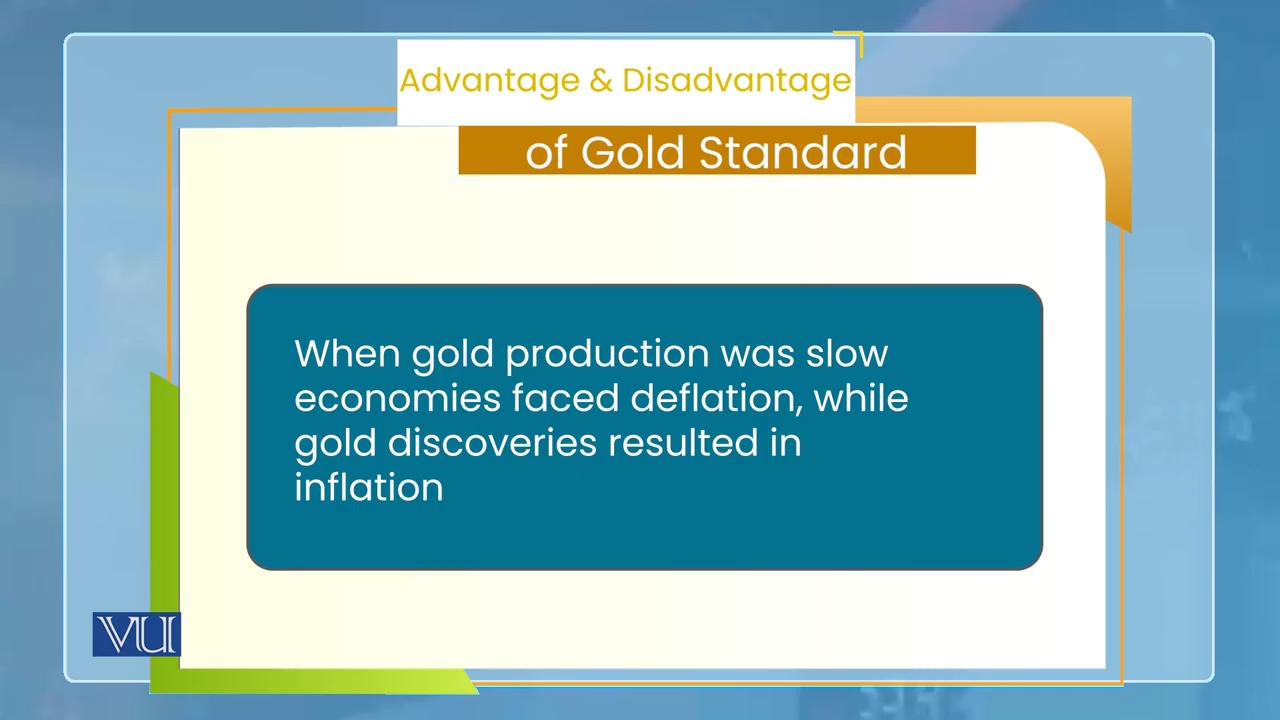 Advantage & Disadvantage
of Gold Standard
When gold production was slow
economies faced deflation, while
gold discoveries resulted in
inflation
VU